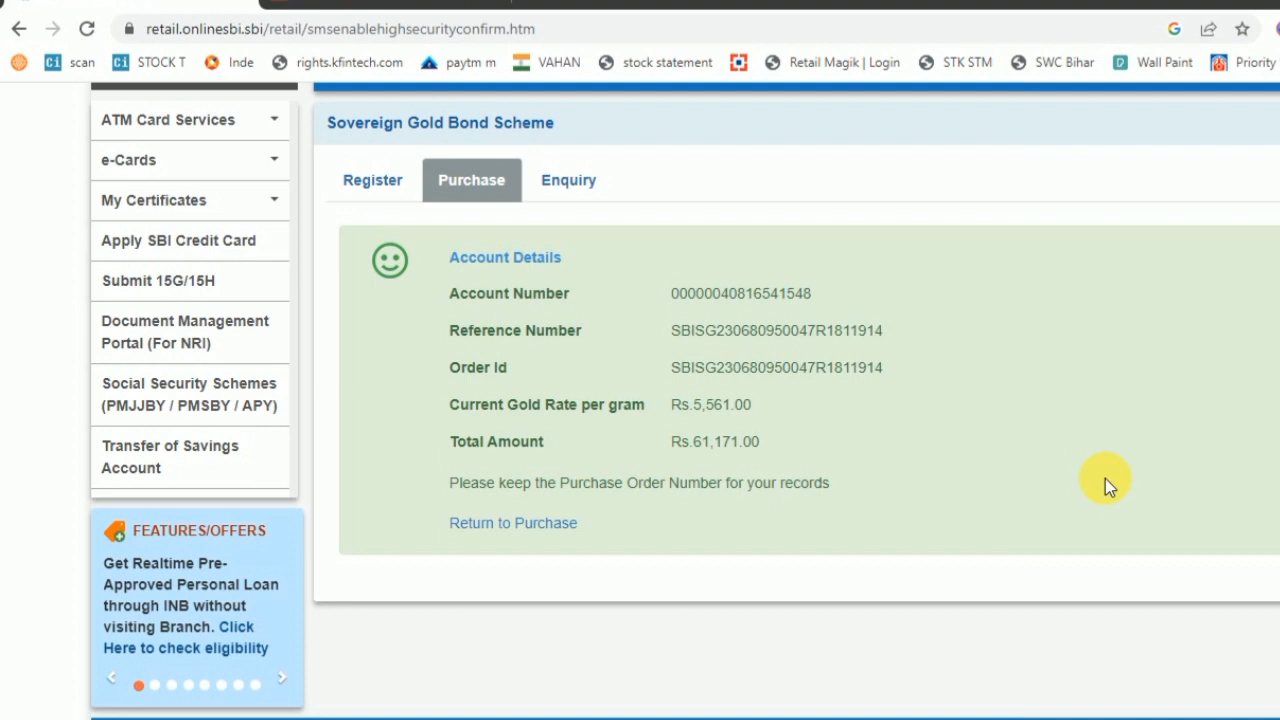 retail.onlinesbi.sbi/retail/smsenablehighsecurityconfirm.htm
scan STOCK T Inde rights.kfintech.com paytm m VAHAN stock statement Retail Magik | Login STK STM SWC Bihar Wall Paint Priority
ATM Card Services
e-Cards
My Certificates
Apply SBI Credit Card
Submit 15G/15H
Document Management
Portal (For NRI)
Social Security Schemes
(PMJJBY / PMSBY / APY)
Transfer of Savings
Account
FEATURES/OFFERS
Get Realtime Pre-
Approved Personal Loan
through INB without
visiting Branch. Click
Here to check eligibility
Sovereign Gold Bond Scheme
Register Purchase Enquiry
Account Details
Account Number 00000040816541548
Reference Number SBISG230680950047R1811914
Order Id SBISG230680950047R1811914
Current Gold Rate per gram Rs.5,561.00
Total Amount Rs.61,171.00
Please keep the Purchase Order Number for your records
Return to Purchase